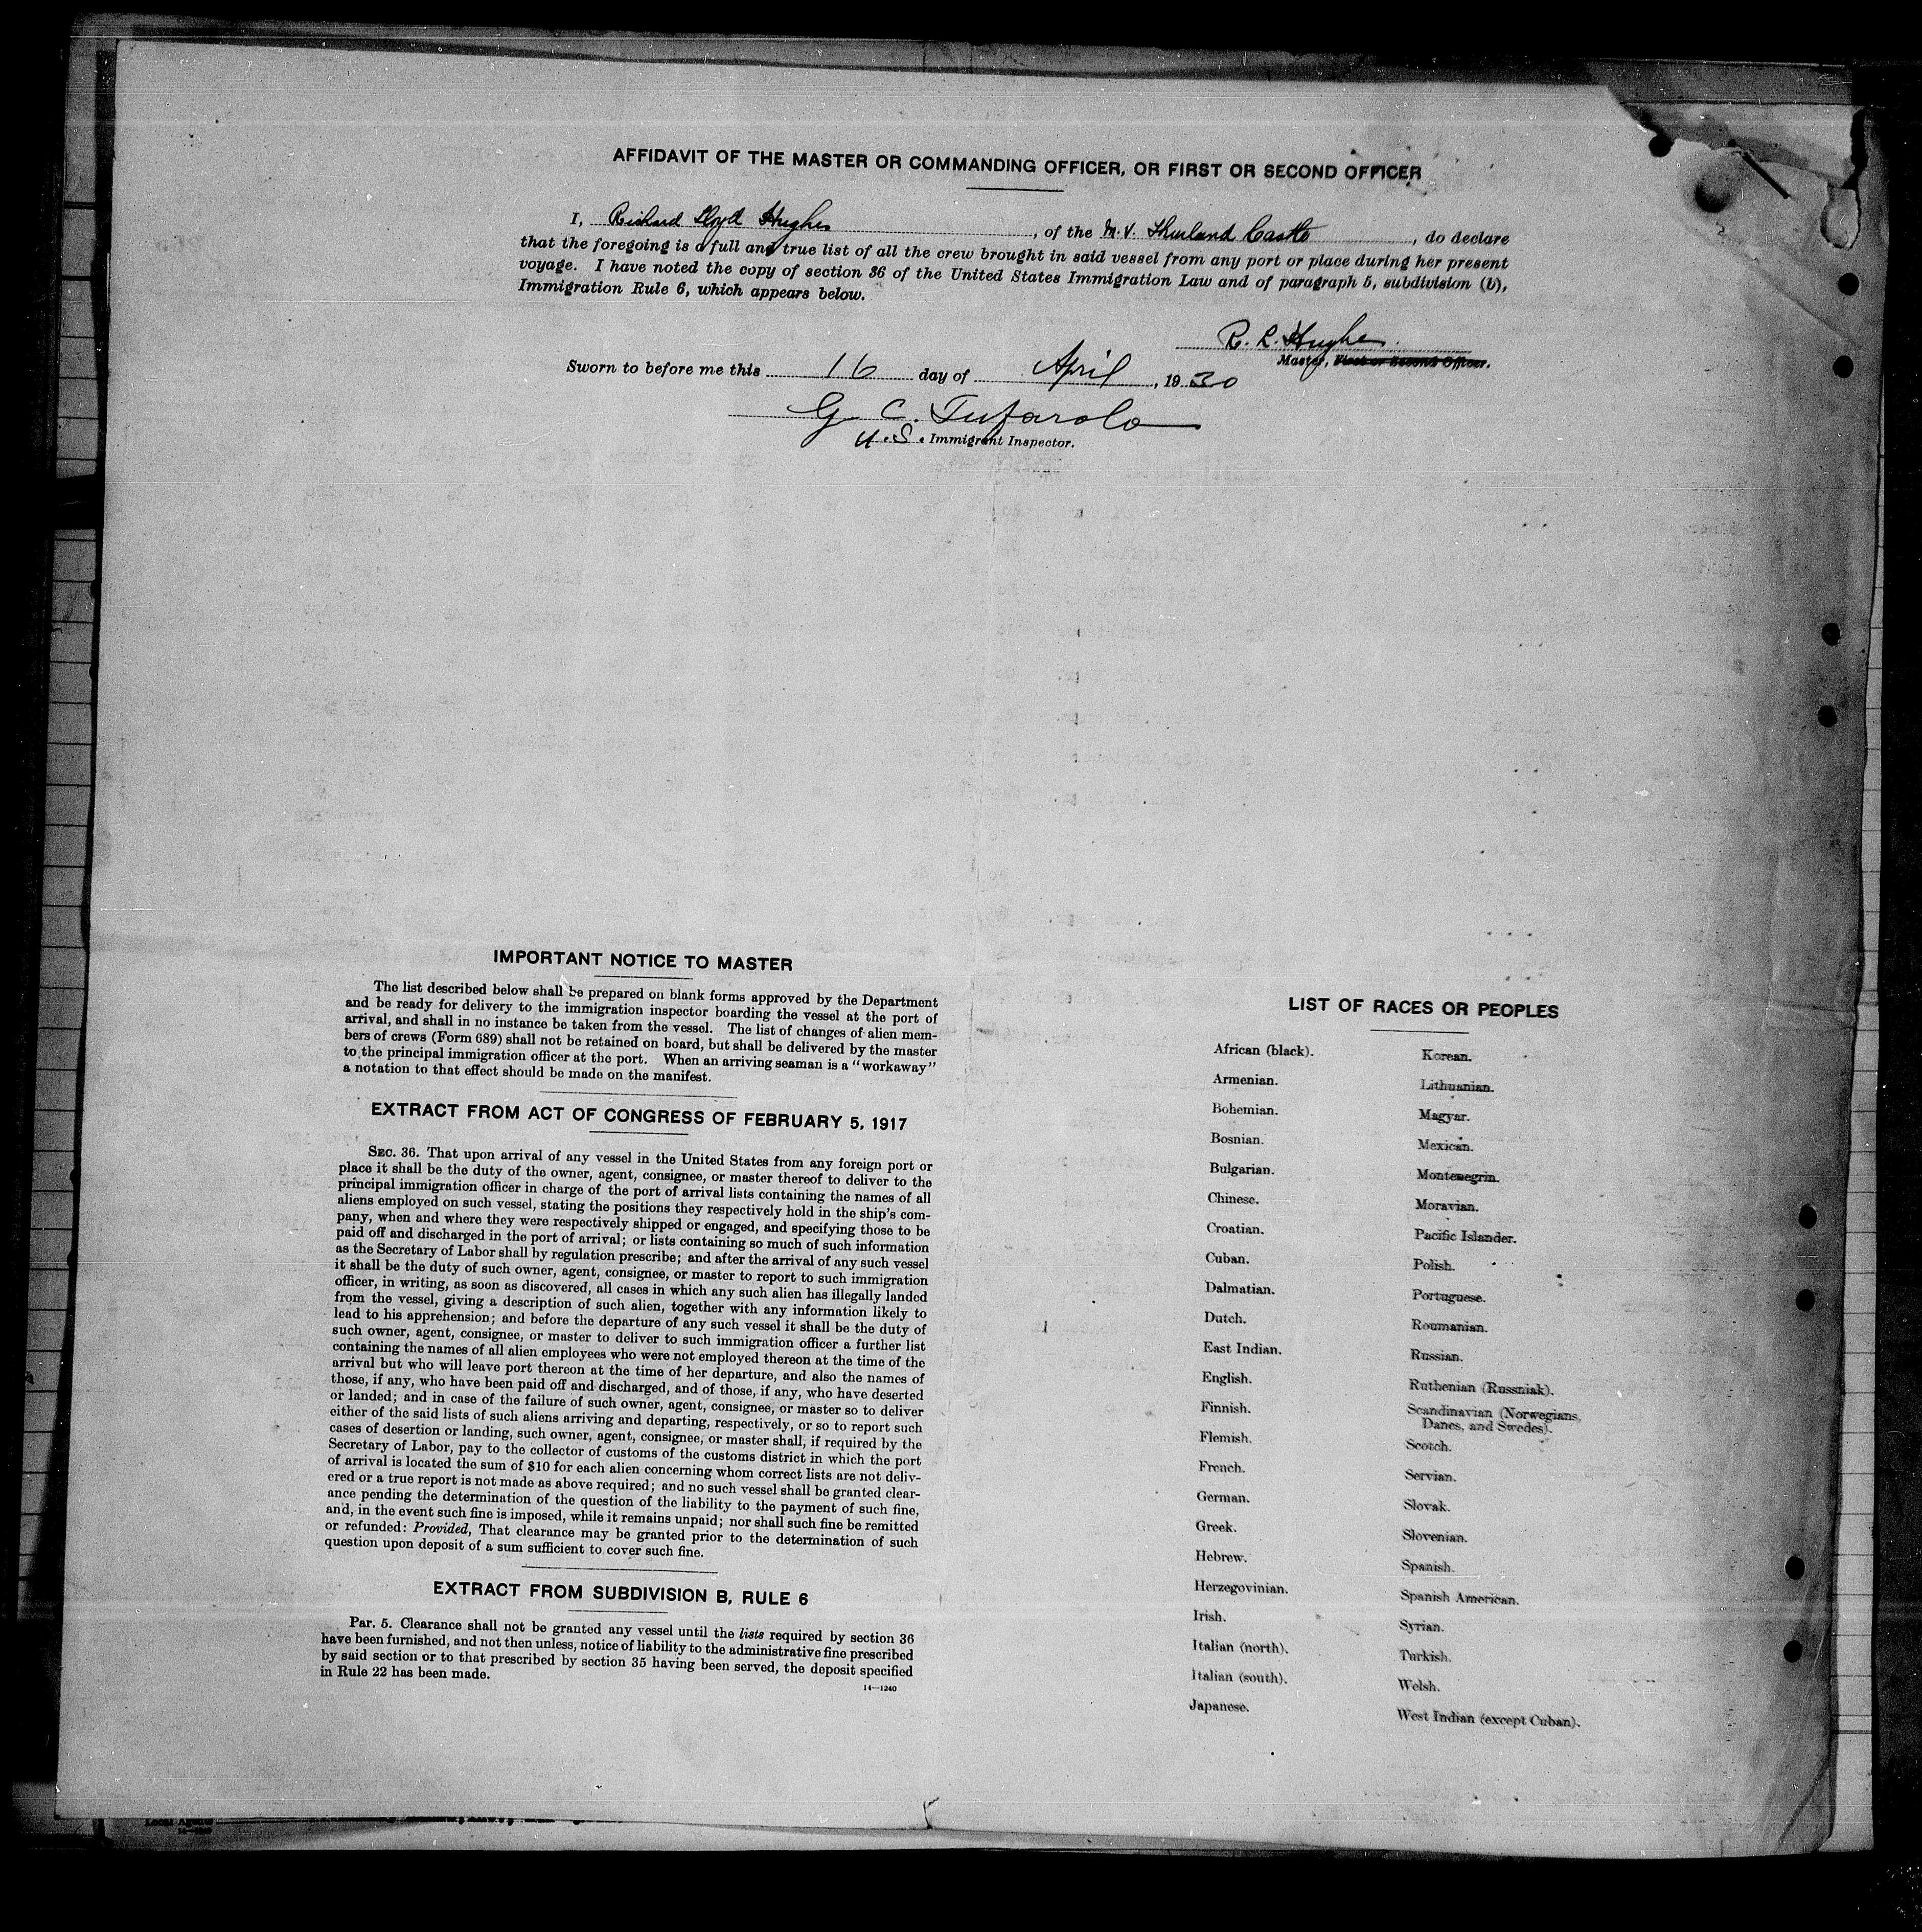 AFFIDAVIT OF THE MASTER OR COMMANDING OFFICER, OR FIRST OR SECOND OFFICER
I, Richard Lloyd Hughes, of the M.V. Thurland Castle, do declare
that the foregoing is a full and true list of all the crew brought in said vessel from any port or place during her present
voyage. I have noted the copy of section 36 of the United States Immigration Law and of paragraph 5, subdivision (b),
Immigration Rule 6, which appears below.
R. L. Hughes
Master, First or Second Officer.
Sworn to before me this 16 day of April, 1930
G. C. Tufarolo
U.S. Immigrant Inspector.
IMPORTANT NOTICE TO MASTER
The list described below shall be prepared on blank forms approved by the Department
and be ready for delivery to the immigration inspector boarding the vessel at the port of
arrival, and shall in no instance be taken from the vessel. The list of changes of alien mem-
bers of crews (Form 689) shall not be retained on board, but shall be delivered by the master
to the principal immigration officer at the port. When an arriving seaman is a "workaway"
a notation to that effect should be made on the manifest.
EXTRACT FROM ACT OF CONGRESS OF FEBRUARY 5, 1917
SEC. 36. That upon arrival of any vessel in the United States from any foreign port or
place it shall be the duty of the owner, agent, consignee, or master thereof to deliver to the
principal immigration officer in charge of the port of arrival lists containing the names of all
aliens employed on such vessel, stating the positions they respectively hold in the ship's com-
pany, when and where they were respectively shipped or engaged, and specifying those to be
paid off and discharged in the port of arrival; or lists containing so much of such information
as the Secretary of Labor shall by regulation prescribe; and after the arrival of any such vessel
it shall be the duty of such owner, agent, consignee, or master to report to such immigration
officer, in writing, as soon as discovered, all cases in which any such alien has illegally landed
from the vessel, giving a description of such alien, together with any information likely to
lead to his apprehension; and before the departure of any such vessel it shall be the duty of
such owner, agent, consignee, or master to deliver to such immigration officer a further list
containing the names of all alien employees who were not employed thereon at the time of the
arrival but who will leave port thereon at the time of her departure, and also the names of
those, if any, who have been paid off and discharged, and of those, if any, who have deserted
or landed; and in case of the failure of such owner, agent, consignee, or master so to deliver
either of the said lists of such aliens arriving and departing, respectively, or so to report such
cases of desertion or landing, such owner, agent, consignee, or master shall, if required by the
Secretary of Labor, pay to the collector of customs of the customs district in which the port
of arrival is located the sum of $10 for each alien concerning whom correct lists are not deliv-
ered or a true report is not made as above required; and no such vessel shall be granted clear-
ance pending the determination of the question of the liability to the payment of such fine,
and, in the event such fine is imposed, while it remains unpaid; nor shall such fine be remitted
or refunded: Provided, That clearance may be granted prior to the determination of such
question upon deposit of a sum sufficient to cover such fine.
EXTRACT FROM SUBDIVISION B, RULE 6
Par. 5. Clearance shall not be granted any vessel until the lists required by section 36
have been furnished, and not then unless, notice of liability to the administrative fine prescribed
by said section or to that prescribed by section 35 having been served, the deposit specified
in Rule 22 has been made.
14—1240
LIST OF RACES OR PEOPLES
African (black).
Armenian.
Bohemian.
Bosnian.
Bulgarian.
Chinese.
Croatian.
Cuban.
Dalmatian.
Dutch.
East Indian.
English.
Finnish.
Flemish.
French.
German.
Greek.
Hebrew.
Herzegovinian.
Irish.
Italian (north).
Italian (south).
Japanese.
Korean.
Lithuanian.
Magyar.
Mexican.
Montenegrin.
Moravian.
Pacific Islander.
Polish.
Portuguese.
Roumanian.
Russian.
Ruthenian (Russniak).
Scandinavian (Norwegians,
Danes, and Swedes).
Scotch.
Servian.
Slovak.
Slovenian.
Spanish.
Spanish American.
Syrian.
Turkish.
Welsh.
West Indian (except Cuban).